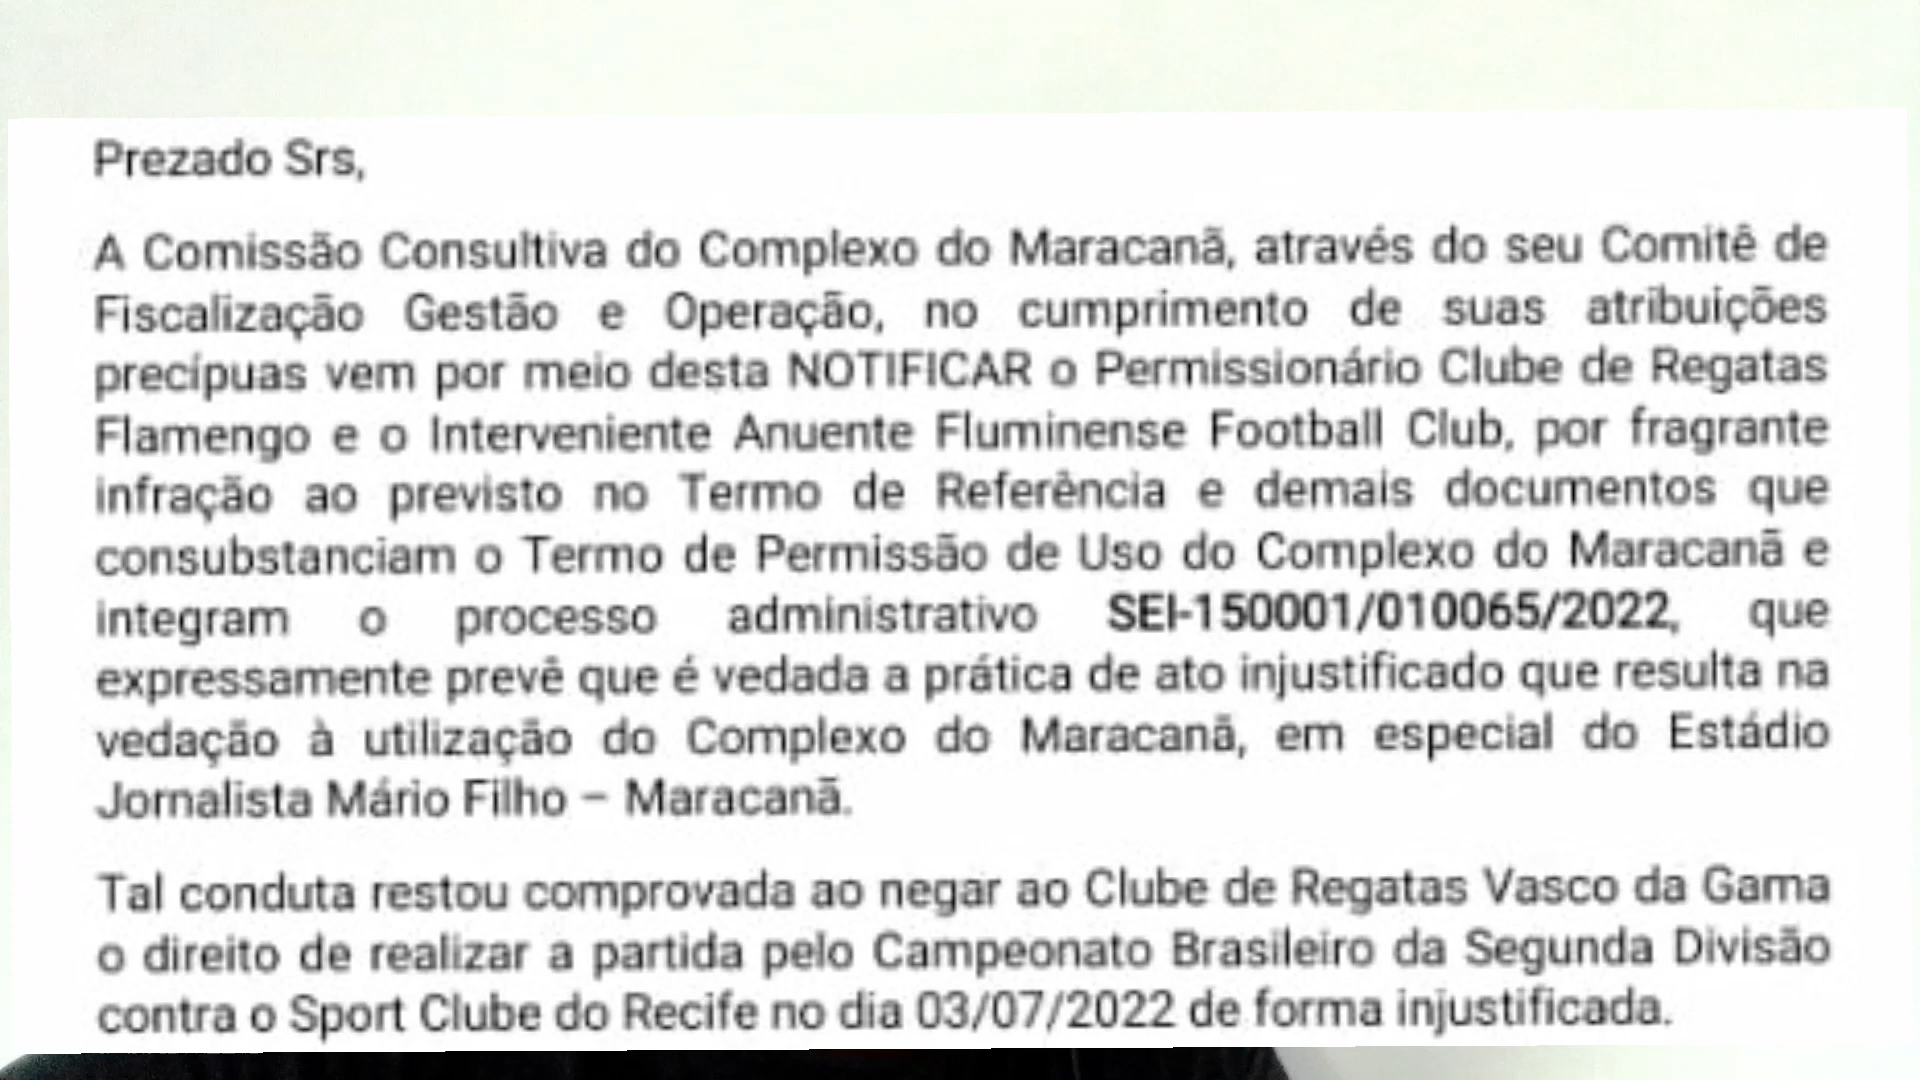 Prezado Srs,
A Comissão Consultiva do Complexo do Maracanã, através do seu Comitê de
Fiscalização Gestão e Operação, no cumprimento de suas atribuições
precípuas vem por meio desta NOTIFICAR o Permissionário Clube de Regatas
Flamengo e o Interveniente Anuente Fluminense Football Club, por fragrante
infração ao previsto no Termo de Referência e demais documentos que
consubstanciam o Termo de Permissão de Uso do Complexo do Maracanã e
integram o processo administrativo SEI-150001/010065/2022, que
expressamente prevê que é vedada a prática de ato injustificado que resulta na
vedação à utilização do Complexo do Maracanã, em especial do Estádio
Jornalista Mário Filho – Maracanã.
Tal conduta restou comprovada ao negar ao Clube de Regatas Vasco da Gama
o direito de realizar a partida pelo Campeonato Brasileiro da Segunda Divisão
contra o Sport Clube do Recife no dia 03/07/2022 de forma injustificada.